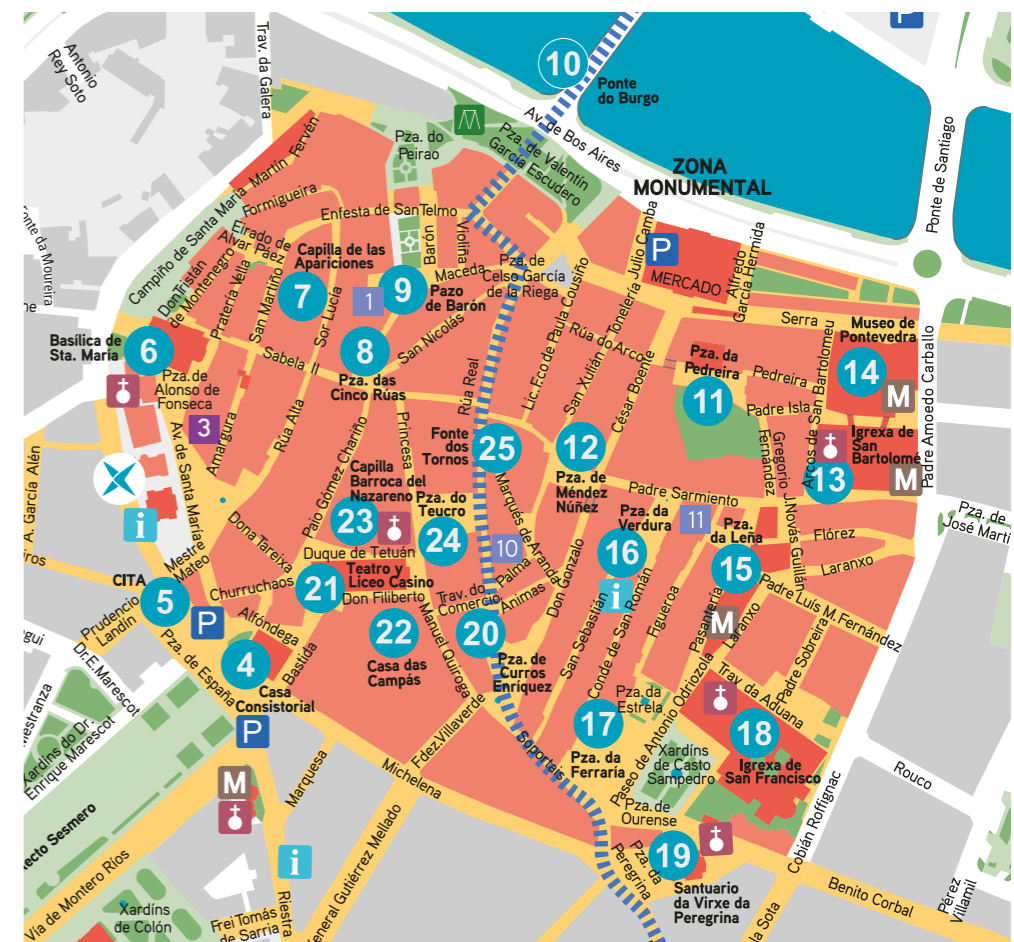 Antonio
Rey Soto
Trav. da Galera
10
Ponte
do Burgo
P
Av. de Bos Aires
Pza. de Valentín
García Escudero
Pza. do
Peirao
ZONA
MONUMENTAL
Ponte de Santiago
Campiño de Santa María
Martín Fervén
Formigueira
Enfesta de SanTelmo
Eirado de
Alvar Páez
Don Tristán
de Montenegro
Pratería Vella
San Martiño
Capilla de las
Apariciones
7
Sor Lucía
1
9
Pazo
de Barón
Barón
Violiña
Maceda
Pza. de
Celso García
de la Riega
Julio Camba
P
MERCADO
Alfredo
García Hermida
Serra
Tonelería
Rúa do Arco
Lic. Fco de Paula Cousiño
San Xulián
César Boente
Basílica de
Sta. María
6
Pza. de
Alonso de
Fonseca
Sabela II
8
Pza. das
Cinco Rúas
San Nicolás
Rúa Real
Pza. da
Pedreira
11
Pedreira
Padre Isla
Arcos de San Bartolomeu
Museo de
Pontevedra
14
M
Padre Amoedo Carballo
Igrexa de
San
Bartolomé
13
M
Gregorio
Fernández
3
Av. de Santa María
Amargura
Rúa Alta
Paio Gómez Chariño
Princesa
Fonte
dos
Tornos
25
12
Pza. de
Méndez
Núñez
Padre Sarmiento
11
Capilla
Barroca del
Nazareno
23
Pza. do
Teucro
24
Marqués de Aranda
10
Pza. da
Verdura
16
i
Pza.
da Leña
15
J.Novás Guillán
Flórez
Laranxo
Pza. de
José Martí
A. García Alén
i
Mestre
Mateo
Dona Tareixa
Duque de Tetuán
Teatro y
Liceo Casino
21
Don Filiberto
Churruchaos
CITA
5
P
Prudencio
Landín
Dr.E.Marescot
Alfóndega
4
Casa
Consistorial
Bastida
Pza. de España
P
22
Casa das
Campás
Manuel Quiroga
Trav. do
Comercio
Palma
Animas
20
Pza. de
Curros
Enríquez
Don Gonzalo
San Sebastián
Conde de San Román
Figueroa
Pasantería
M
Laranxo
Padre Luís M. Fernández
Padre Sobreira
Trav. da Aduana
18
Igrexa de
San Francisco
Pza. da
Estrela
17
Pza. da
Ferraría
Paseo de Antonio Odriozola
Xardíns
de Casto
Sampedro
Soportais
Fdez.Villaverde
Michelena
Marquesa
Xardíns do Dr.
Enrique Marescot
M
i
Vía de Montero Ríos
Xardíns
de Colón
Frei Tomás
de Sarria
Riestra
Gutiérrez Mellado
Pza. de
Ourense
19
Pza. da
Peregrina
Santuario
da Virxe da
Peregrina
Cobián Roffignac
Rouco
Benito Corbal
Pérez
Villamil
la Sota